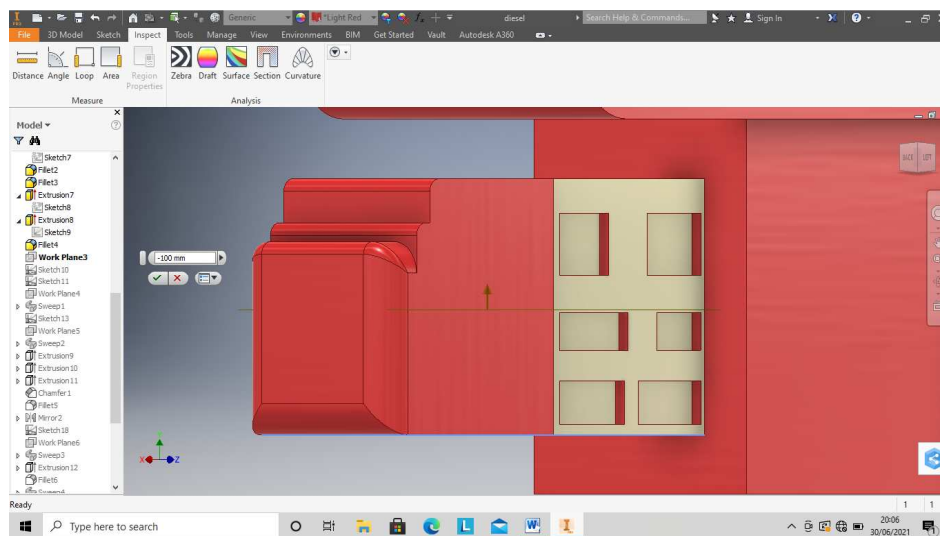 Generic
"Light Red
diesel
Search Help & Commands...
Sign In
PRO
File 3D Model Sketch Inspect Tools Manage View Environments BIM Get Started Vault Autodesk A360
Distance Angle Loop Area Region Properties Zebra Draft Surface Section Curvature
Measure Analysis
Model
Sketch7
Fillet2
Fillet3
Extrusion7
Sketch8
Extrusion8
Sketch9
Fillet4
Work Plane3
Sketch10
Sketch11
Work Plane4
Sweep1
Sketch13
Work Plane5
Sweep2
Extrusion9
Extrusion10
Extrusion11
Chamfer1
Fillet5
Mirror2
Sketch18
Work Plane6
Sweep3
Extrusion12
Fillet6
Sweep4
-100 mm
BACK LEFT
X Z
Ready
1 1
Type here to search
20:06
30/06/2021